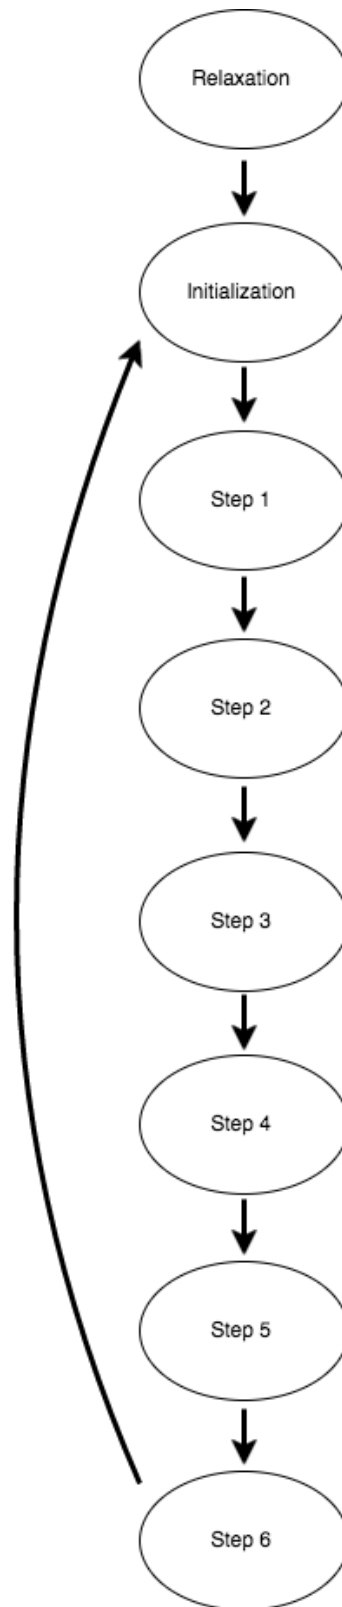 Relaxation
Initialization
Step 1
Step 2
Step 3
Step 4
Step 5
Step 6